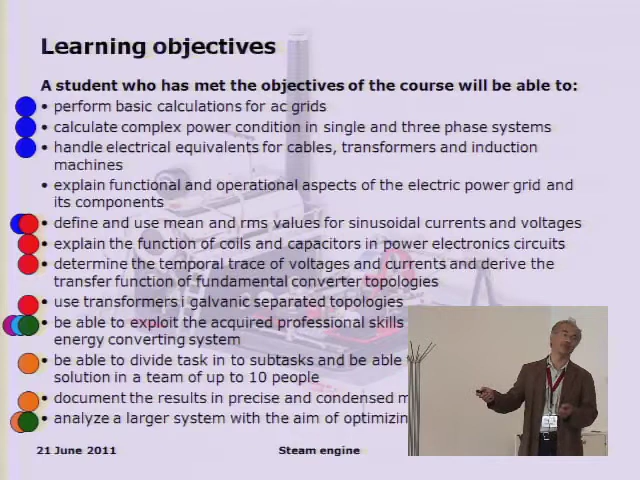 Learning objectives
A student who has met the objectives of the course will be able to:
• perform basic calculations for ac grids
• calculate complex power condition in single and three phase systems
• handle electrical equivalents for cables, transformers and induction
machines
• explain functional and operational aspects of the electric power grid and
its components
• define and use mean and rms values for sinusoidal currents and voltages
• explain the function of coils and capacitors in power electronics circuits
• determine the temporal trace of voltages and currents and derive the
transfer function of fundamental converter topologies
• use transformers i galvanic separated topologies
• be able to exploit the acquired professional skills
energy converting system
• be able to divide task in to subtasks and be able
solution in a team of up to 10 people
• document the results in precise and condensed
• analyze a larger system with the aim of optimizin
21 June 2011
Steam engine